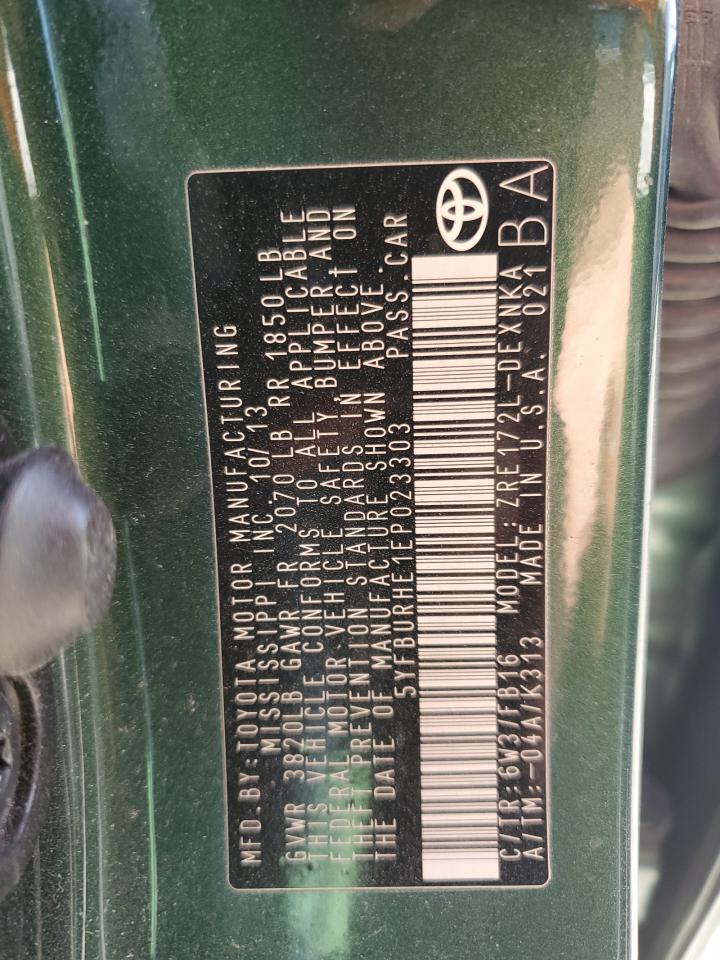 MFD.BY:TOYOTA MOTOR MANUFACTURING
MISSISSIPPI INC.10/13
GVWR 3820LB GAWR FR 2070LB RR 1850LB
THIS VEHICLE CONFORMS TO ALL APPLICABLE
FEDERAL MOTOR VEHICLE SAFETY, BUMPER AND
THEFT PREVENTION STANDARDS IN EFFECT ON
THE DATE OF MANUFACTURE SHOWN ABOVE.
5YFBURHE1EP023303 PASS.CAR
C/TR:6W3/FB16 MODEL:ZRE172L-DEXNKA
A/TM:-04A/K313 MADE IN U.S.A. 021 BA